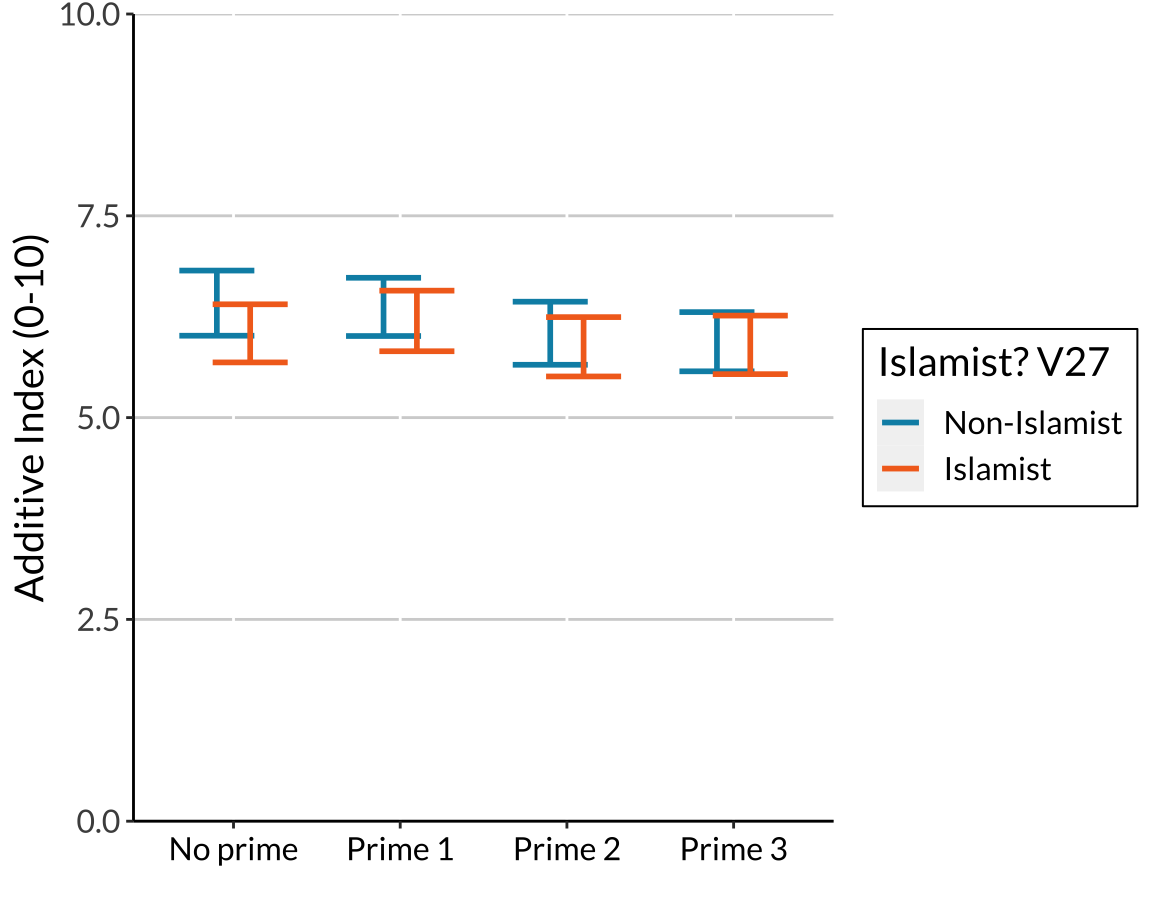 10.0
7.5
5.0
2.5
0.0
Additive Index (0-10)
No prime
Prime 1
Prime 2
Prime 3
Islamist? V27
Non-Islamist
Islamist